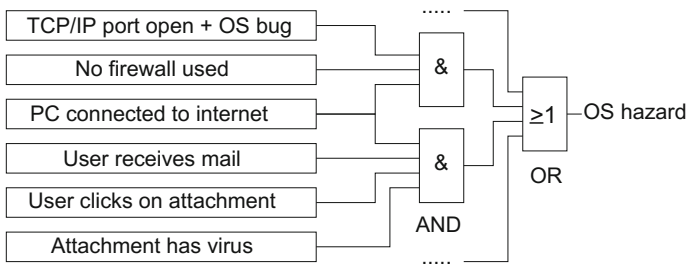 .....
TCP/IP port open + OS bug
&
No firewall used
PC connected to internet
≥1
OS hazard
User receives mail
&
OR
User clicks on attachment
AND
Attachment has virus
.....